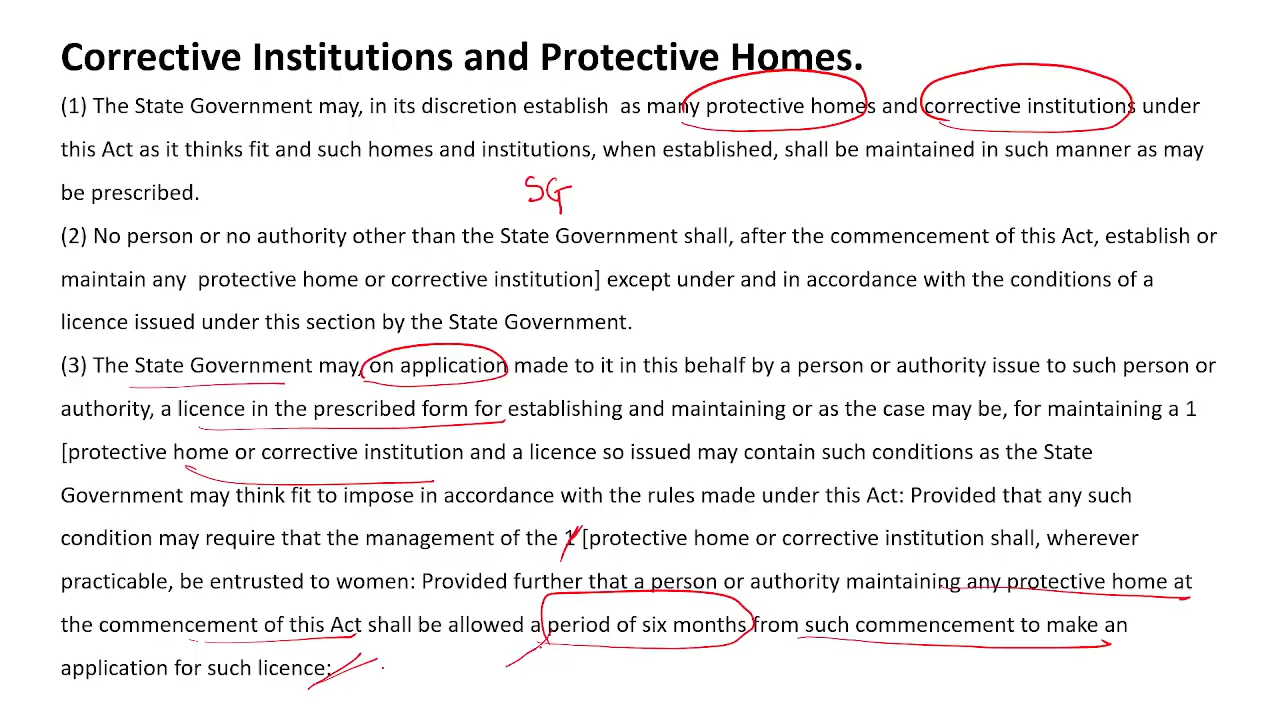 Corrective Institutions and Protective Homes.
(1) The State Government may, in its discretion establish as many protective homes and corrective institutions under
this Act as it thinks fit and such homes and institutions, when established, shall be maintained in such manner as may
be prescribed.
SG
(2) No person or no authority other than the State Government shall, after the commencement of this Act, establish or
maintain any protective home or corrective institution] except under and in accordance with the conditions of a
licence issued under this section by the State Government.
(3) The State Government may, on application made to it in this behalf by a person or authority issue to such person or
authority, a licence in the prescribed form for establishing and maintaining or as the case may be, for maintaining a 1
[protective home or corrective institution and a licence so issued may contain such conditions as the State
Government may think fit to impose in accordance with the rules made under this Act: Provided that any such
condition may require that the management of the 1 [protective home or corrective institution shall, wherever
practicable, be entrusted to women: Provided further that a person or authority maintaining any protective home at
the commencement of this Act shall be allowed a period of six months from such commencement to make an
application for such licence;